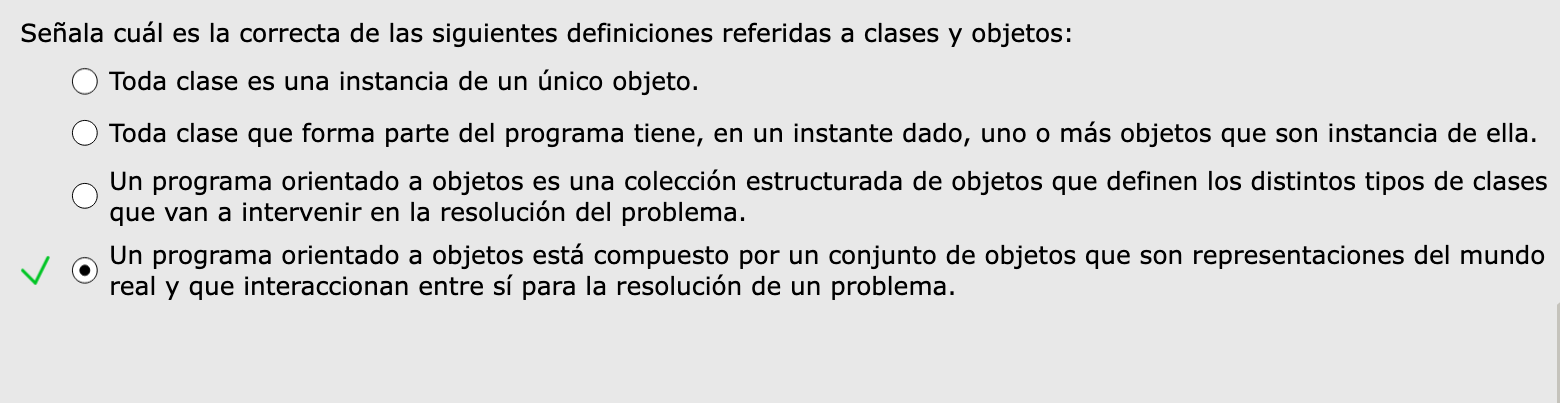 Señala cuál es la correcta de las siguientes definiciones referidas a clases y objetos:
Toda clase es una instancia de un único objeto.
Toda clase que forma parte del programa tiene, en un instante dado, uno o más objetos que son instancia de ella.
Un programa orientado a objetos es una colección estructurada de objetos que definen los distintos tipos de clases
que van a intervenir en la resolución del problema.
Un programa orientado a objetos está compuesto por un conjunto de objetos que son representaciones del mundo
real y que interaccionan entre sí para la resolución de un problema.